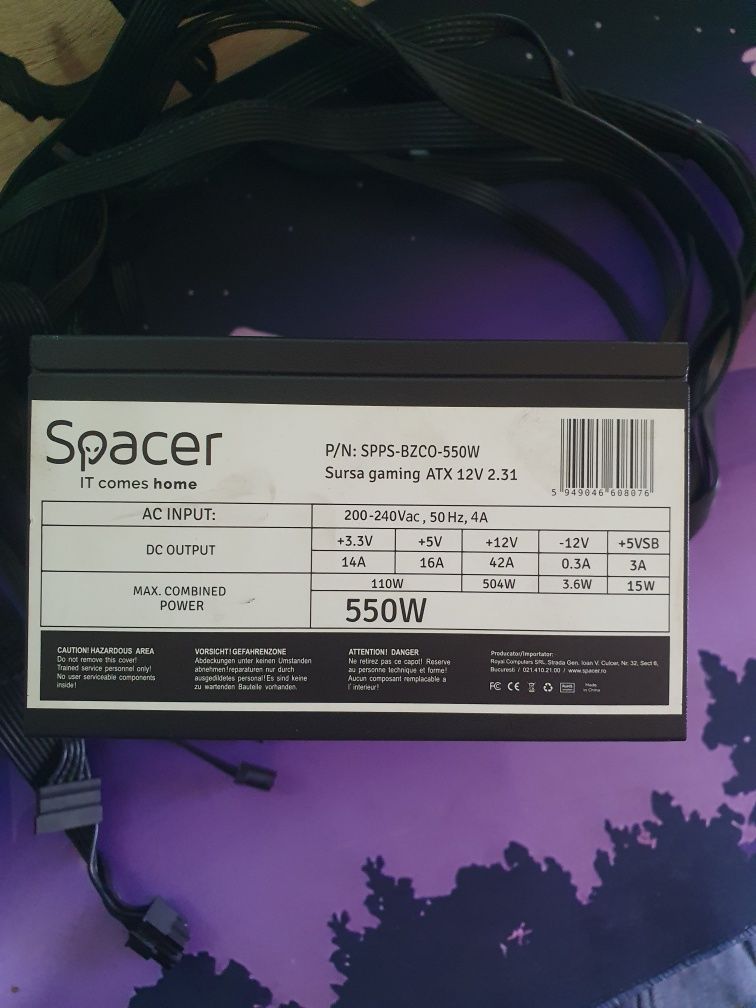 Spacer
IT comes home
P/N: SPPS-BZCO-550W
Sursa gaming ATX 12V 2.31
5 949046 608076
AC INPUT: 200-240Vac, 50Hz, 4A
DC OUTPUT +3.3V +5V +12V -12V +5VSB
14A 16A 42A 0.3A 3A
MAX. COMBINED POWER 110W 504W 3.6W 15W
550W
CAUTION! HAZARDOUS AREA
Do not remove this cover!
Trained service personnel only!
No user serviceable components
inside!
VORSICHT! GEFAHRENZONE
Abdeckungen unter keinen Umständen
abnehmen!reparaturen nur durch
ausgedildetes personal! Es sind keine
zu wartenden Bauteile vorhanden.
ATTENTION! DANGER
Ne retirez pas ce capot! Reserve
au personne technique et forme!
Aucun composant remplacable a
l' interieur!
Producator/Importator:
Royal Computers SRL, Strada Gen. Ioan V. Culcer, Nr. 32, Sect 6,
Bucuresti / 021.410.21.00 / www.spacer.ro
FC CE RoHS Made in China